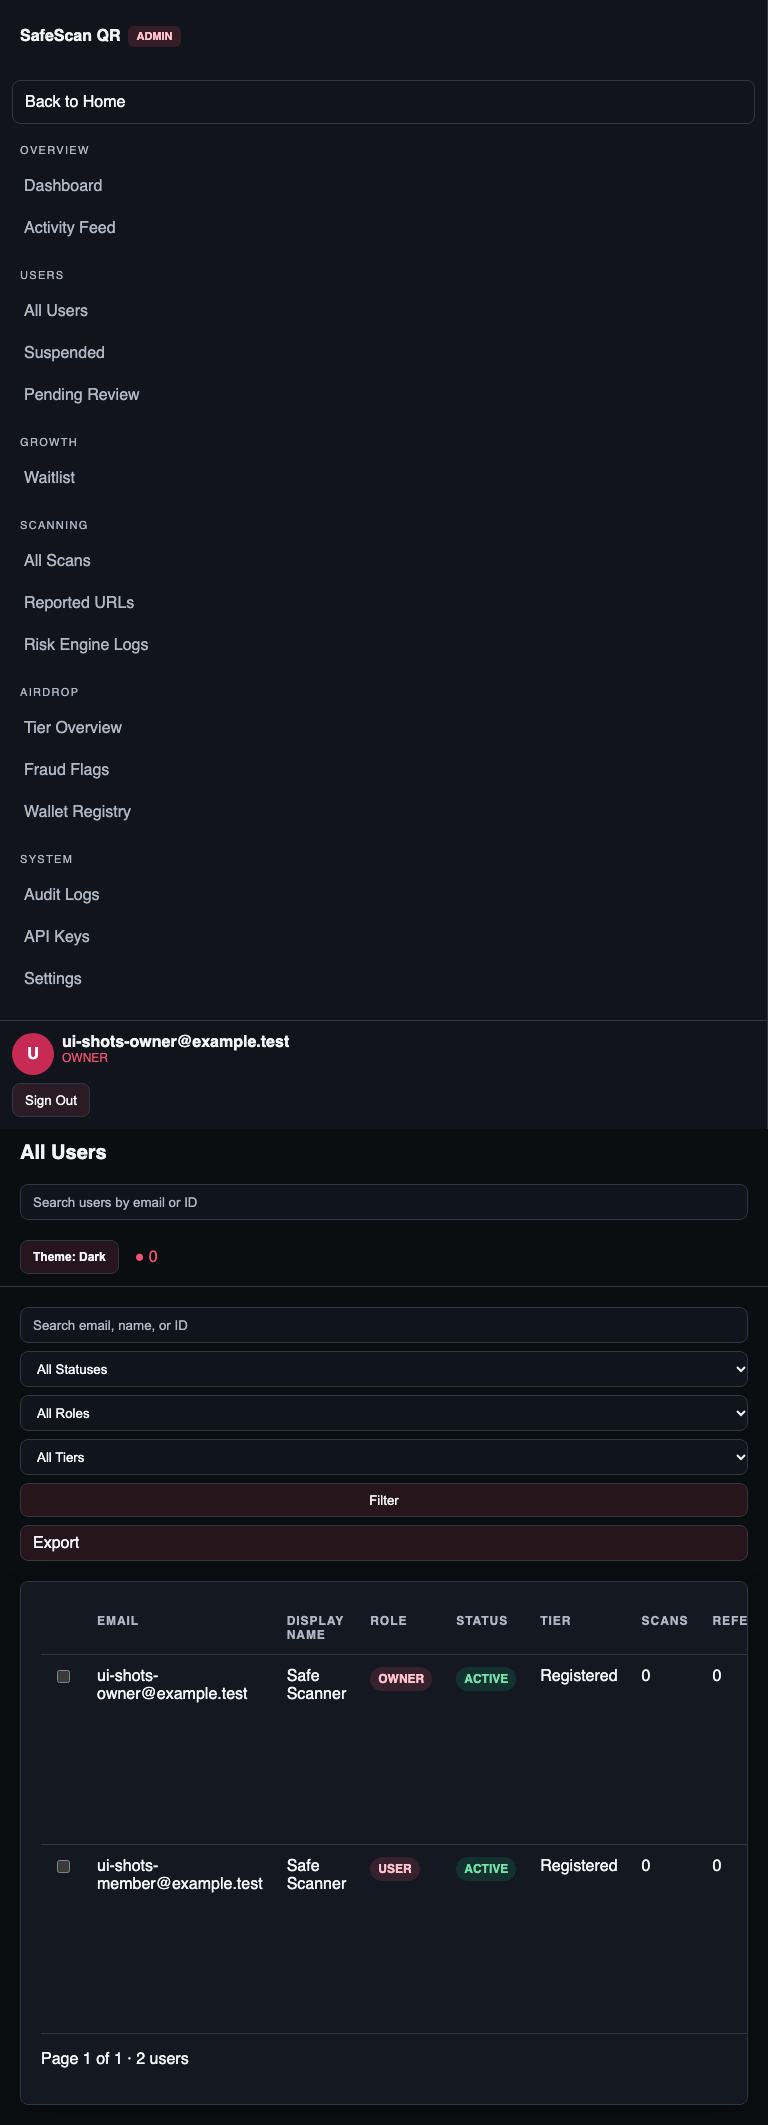 SafeScan QR ADMIN
Back to Home
OVERVIEW
Dashboard
Activity Feed
USERS
All Users
Suspended
Pending Review
GROWTH
Waitlist
SCANNING
All Scans
Reported URLs
Risk Engine Logs
AIRDROP
Tier Overview
Fraud Flags
Wallet Registry
SYSTEM
Audit Logs
API Keys
Settings
U
ui-shots-owner@example.test
OWNER
Sign Out
All Users
Search users by email or ID
Theme: Dark
0
Search email, name, or ID
All Statuses
All Roles
All Tiers
Filter
Export
EMAIL DISPLAY NAME ROLE STATUS TIER SCANS REFE
ui-shots-owner@example.test Safe Scanner OWNER ACTIVE Registered 0 0
ui-shots-member@example.test Safe Scanner USER ACTIVE Registered 0 0
Page 1 of 1 · 2 users